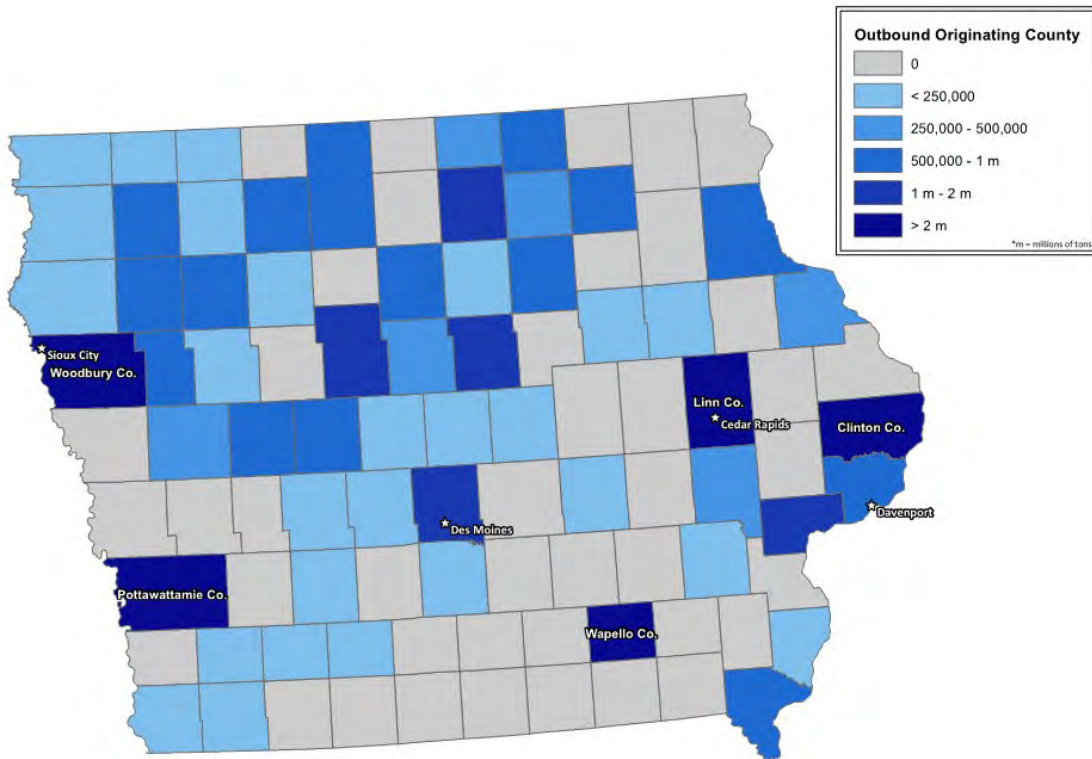 Outbound Originating County
0
< 250,000
250,000 - 500,000
500,000 - 1 m
1 m - 2 m
> 2 m
*m = millions of tons
Sioux City
Woodbury Co.
Linn Co.
Cedar Rapids
Clinton Co.
Davenport
Des Moines
Pottawattamie Co.
Wapello Co.